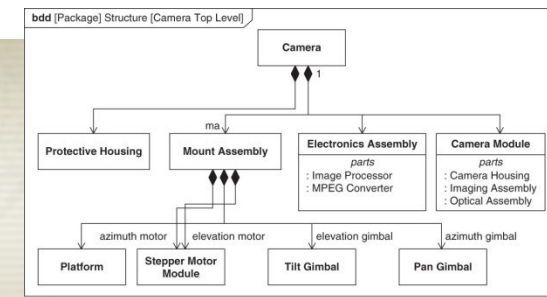 bdd [Package] Structure [Camera Top Level]
Camera
1
ma
Protective Housing
Mount Assembly
Electronics Assembly
parts
: Image Processor
: MPEG Converter
Camera Module
parts
: Camera Housing
: Imaging Assembly
: Optical Assembly
azimuth motor
elevation motor
elevation gimbal
azimuth gimbal
Platform
Stepper Motor
Module
Tilt Gimbal
Pan Gimbal